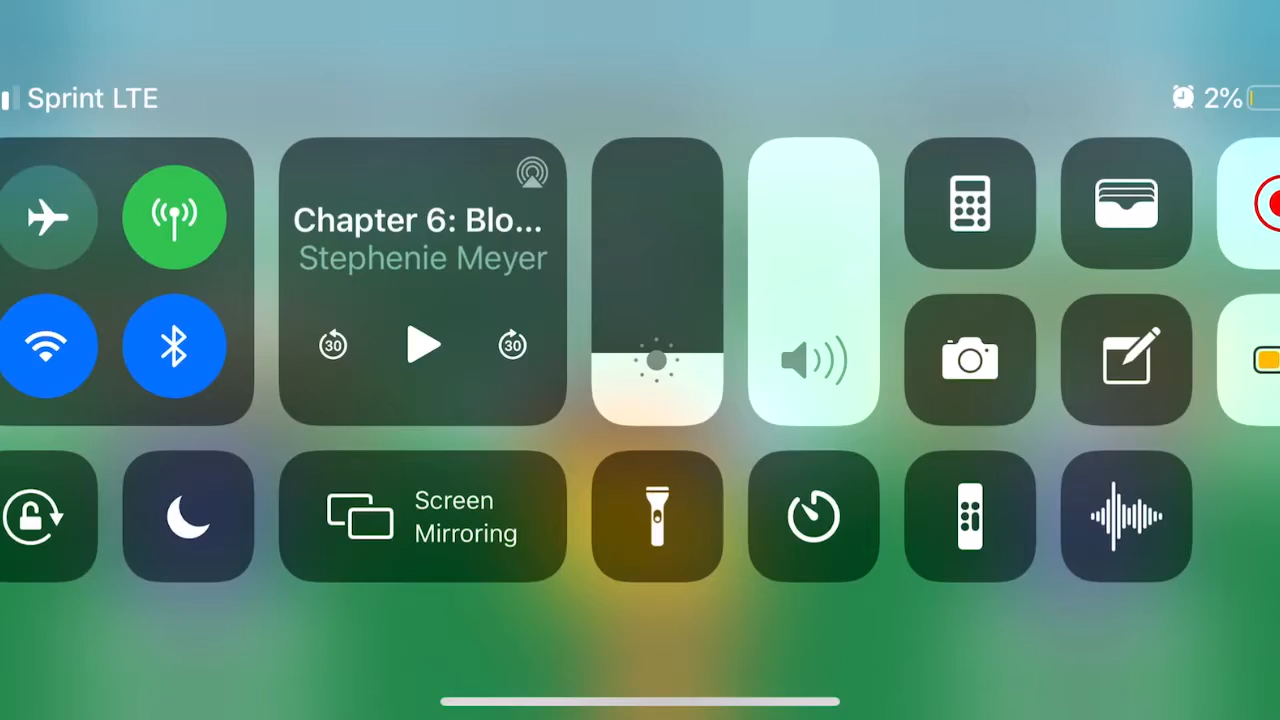 Sprint LTE
2%
Chapter 6: Blo...
Stephenie Meyer
30
30
Screen
Mirroring